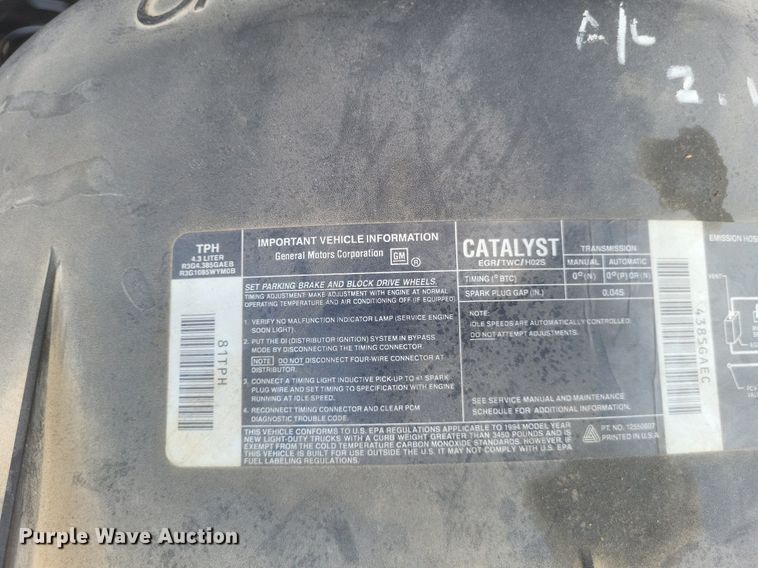 A/C
TPH
4.3 LITER
R3G4.385GAEB
R3G1085WYM0B
81TPH
IMPORTANT VEHICLE INFORMATION
General Motors Corporation GM ®
SET PARKING BRAKE AND BLOCK DRIVE WHEELS
TIMING ADJUSTMENT: MAKE ADJUSTMENT WITH ENGINE AT NORMAL
OPERATING TEMPERATURE AND AIR CONDITIONING OFF (IF EQUIPPED)
1. VERIFY NO MALFUNCTION INDICATOR LAMP (SERVICE ENGINE
SOON LIGHT).
2. PUT THE DI (DISTRIBUTOR IGNITION) SYSTEM IN BYPASS
MODE BY DISCONNECTING THE TIMING CONNECTOR.
NOTE DO NOT DISCONNECT FOUR-WIRE CONNECTOR AT
DISTRIBUTOR.
3. CONNECT A TIMING LIGHT INDUCTIVE PICK-UP TO #1 SPARK
PLUG WIRE AND SET TIMING TO SPECIFICATION WITH ENGINE
RUNNING AT IDLE SPEED.
4. RECONNECT TIMING CONNECTOR AND CLEAR PCM
DIAGNOSTIC TROUBLE CODE.
CATALYST
EGR/TWC/HO2S
TRANSMISSION
MANUAL AUTOMATIC
TIMING (°BTC) 0°(N) 0°(P) OR (N)
SPARK PLUG GAP (IN.) 0.045
NOTE:
IDLE SPEEDS ARE AUTOMATICALLY CONTROLLED.
DO NOT ATTEMPT ADJUSTMENTS.
SEE SERVICE MANUAL AND MAINTENANCE
SCHEDULE FOR ADDITIONAL INFORMATION.
THIS VEHICLE CONFORMS TO U.S. EPA REGULATIONS APPLICABLE TO 1994 MODEL YEAR
NEW LIGHT-DUTY TRUCKS WITH A CURB WEIGHT GREATER THAN 3450 POUNDS AND IS
EXEMPT FROM THE COLD TEMPERATURE CARBON MONOXIDE STANDARDS. HOWEVER, IF
THIS VEHICLE IS BUILT FOR USE OUTSIDE THE U.S., IT MAY NOT COMPLY WITH U.S. EPA
FUEL LABELING REGULATIONS.
PT. NO. 12550607
PRINTED IN U.S.A.
4385GAEC
EMISSION HOSE
VENT
Purple Wave Auction